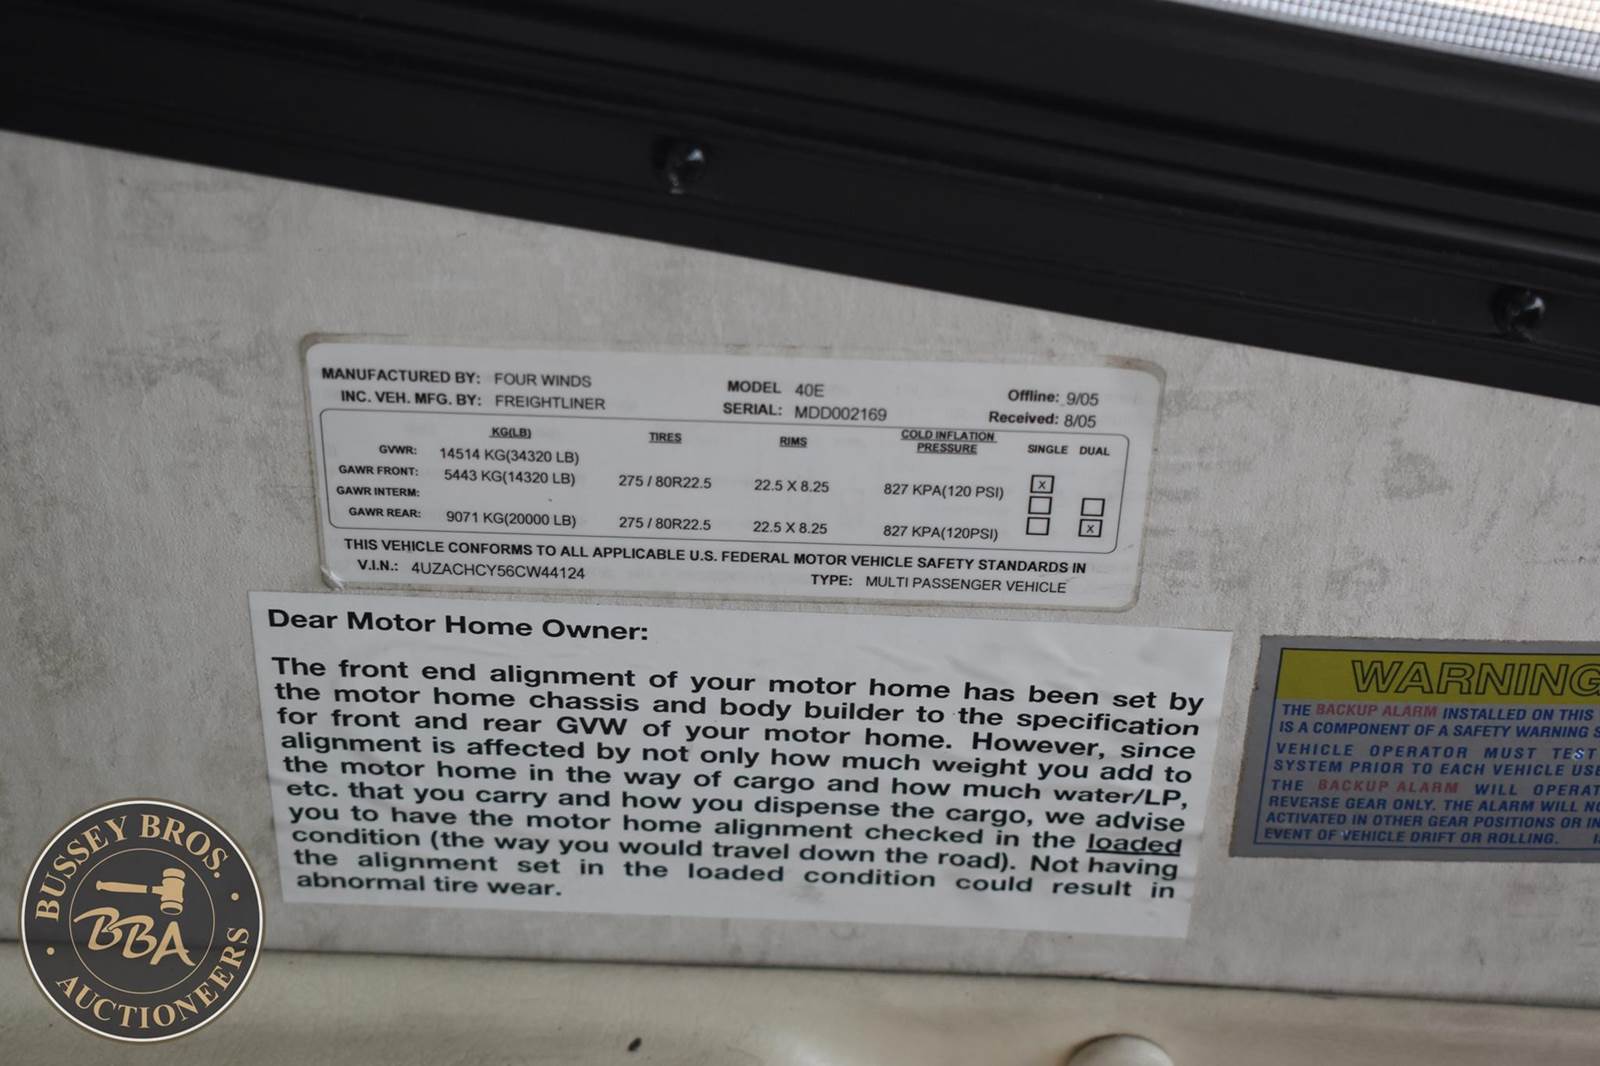 MANUFACTURED BY: FOUR WINDS MODEL 40E Offline: 9/05
INC. VEH. MFG. BY: FREIGHTLINER SERIAL: MDD002169 Received: 8/05
KG(LB) TIRES RIMS COLD INFLATION PRESSURE SINGLE DUAL
GVWR: 14514 KG(34320 LB)
GAWR FRONT: 5443 KG(14320 LB) 275 / 80R22.5 22.5 X 8.25 827 KPA(120 PSI) X
GAWR INTERM:
GAWR REAR: 9071 KG(20000 LB) 275 / 80R22.5 22.5 X 8.25 827 KPA(120PSI) X
THIS VEHICLE CONFORMS TO ALL APPLICABLE U.S. FEDERAL MOTOR VEHICLE SAFETY STANDARDS IN
V.I.N.: 4UZACHCY56CW44124 TYPE: MULTI PASSENGER VEHICLE
Dear Motor Home Owner:
The front end alignment of your motor home has been set by
the motor home chassis and body builder to the specification
for front and rear GVW of your motor home. However, since
alignment is affected by not only how much weight you add to
the motor home in the way of cargo and how much water/LP,
etc. that you carry and how you dispense the cargo, we advise
you to have the motor home alignment checked in the loaded
condition (the way you would travel down the road). Not having
the alignment set in the loaded condition could result in
abnormal tire wear.
WARNING
THE BACKUP ALARM INSTALLED ON THIS
IS A COMPONENT OF A SAFETY WARNING S
VEHICLE OPERATOR MUST TEST
SYSTEM PRIOR TO EACH VEHICLE USE
THE BACKUP ALARM WILL OPERAT
REVERSE GEAR ONLY. THE ALARM WILL NO
ACTIVATED IN OTHER GEAR POSITIONS OR IN
EVENT OF VEHICLE DRIFT OR ROLLING.
BUSSEY BROS.
BBA
AUCTIONEERS